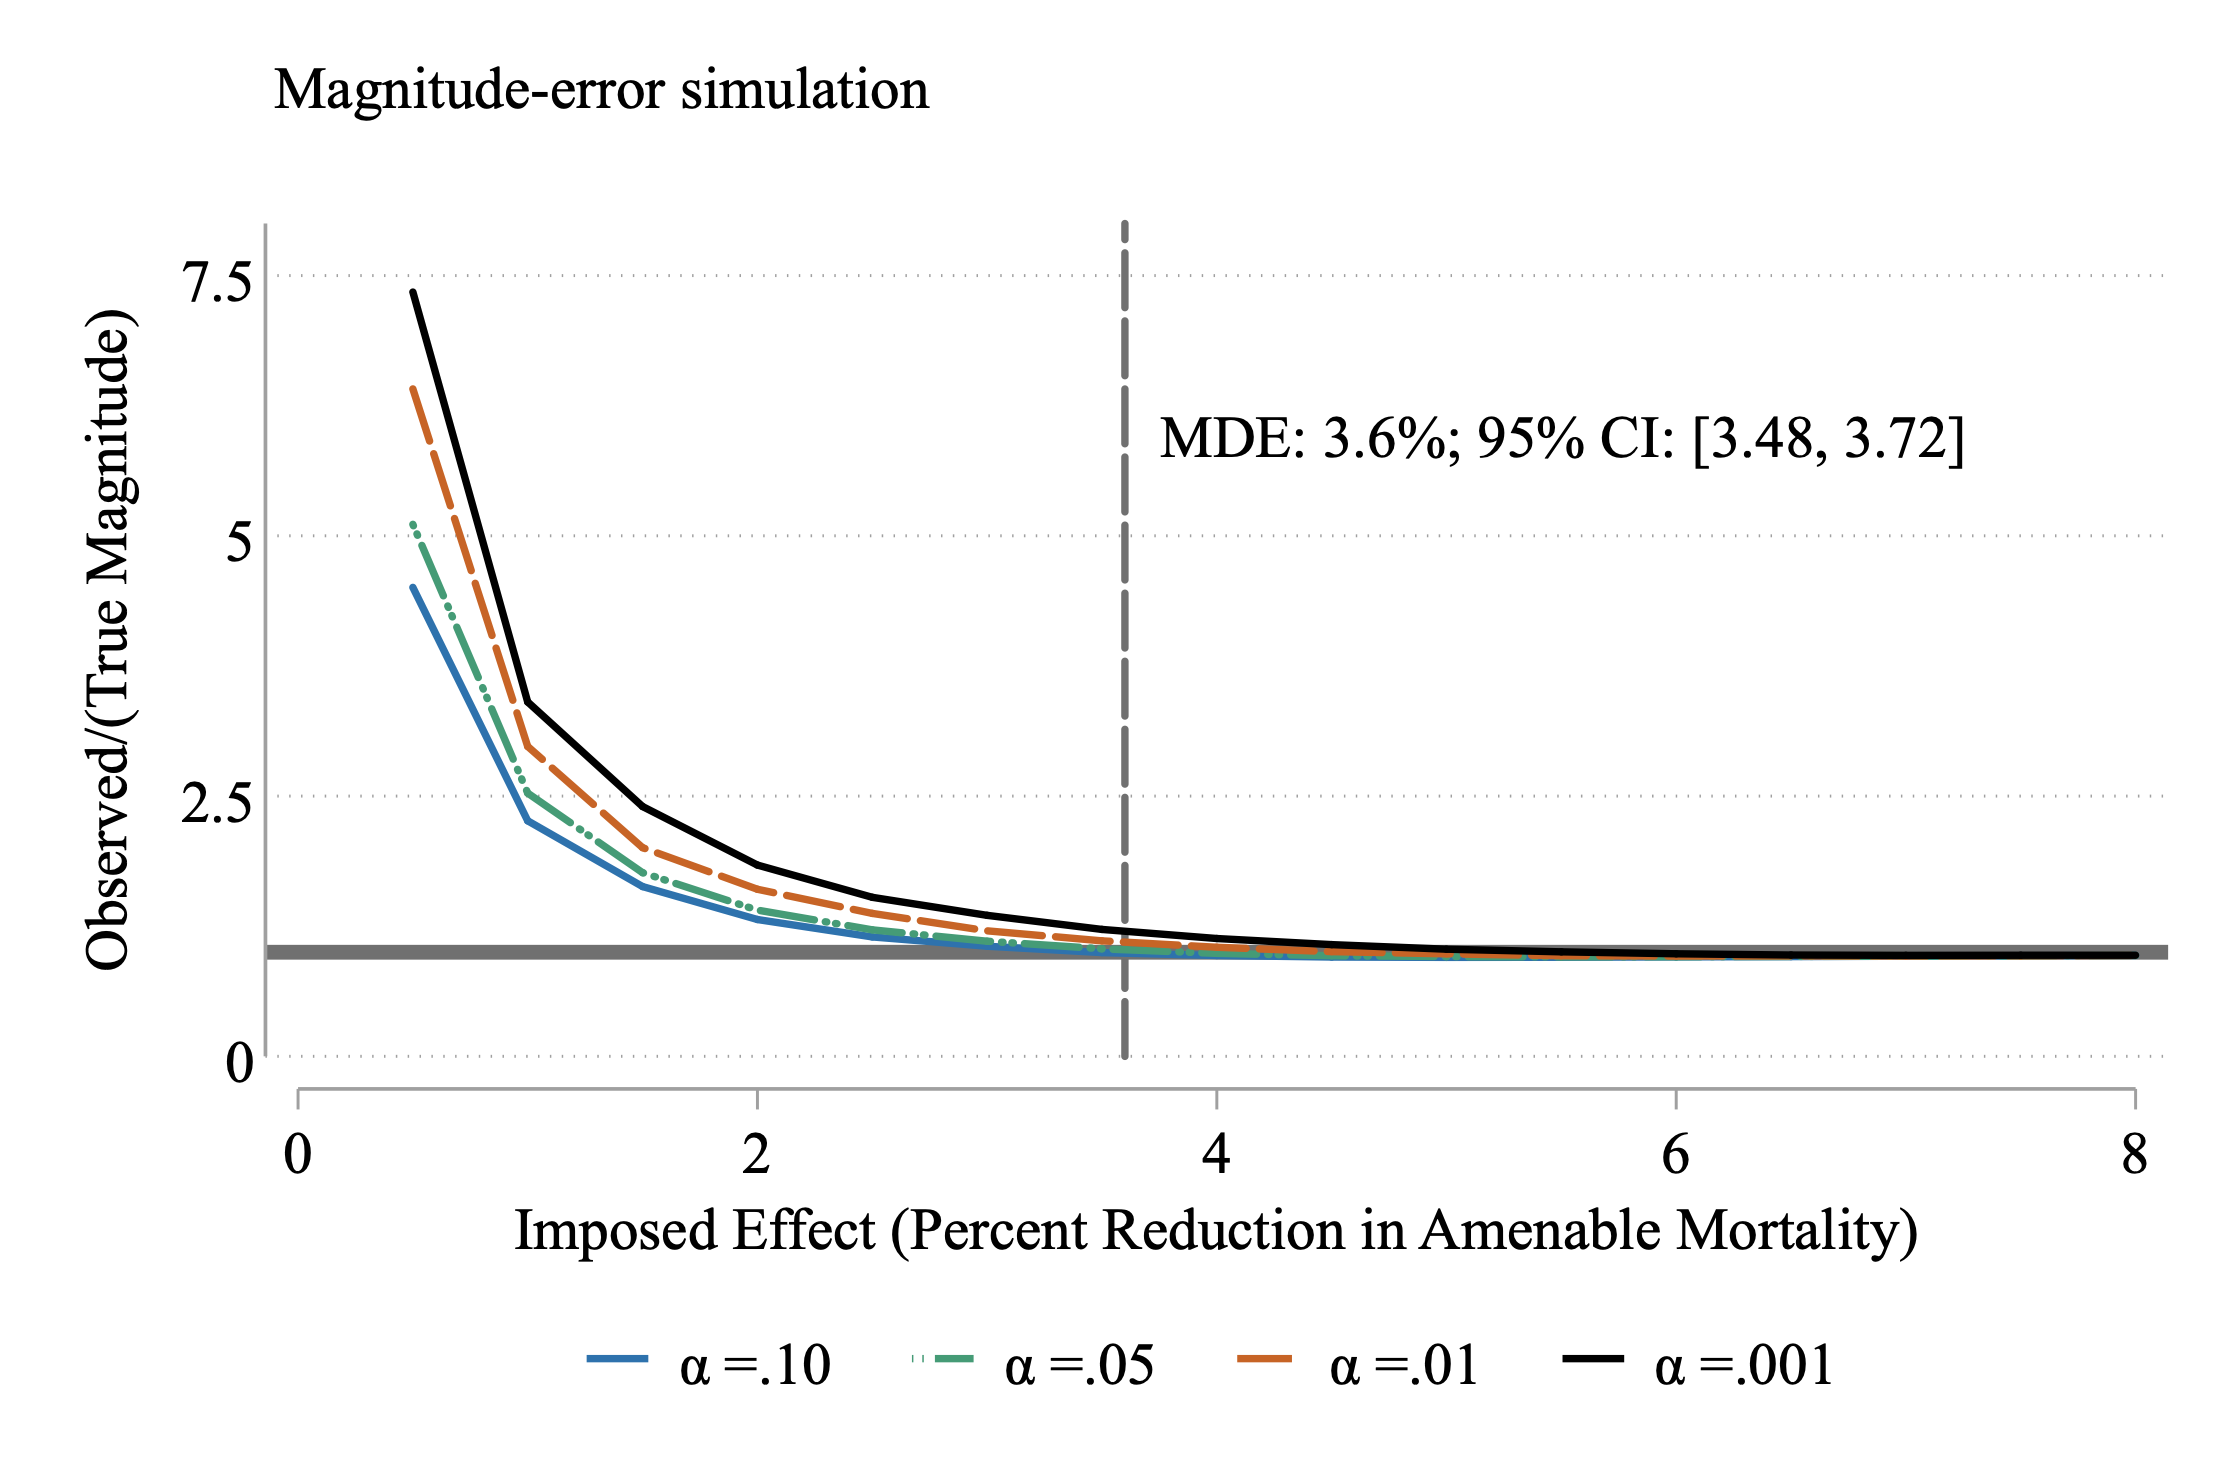 Magnitude-error simulation
Observed/(True Magnitude)
7.5
5
2.5
0
MDE: 3.6%; 95% CI: [3.48, 3.72]
0 2 4 6 8
Imposed Effect (Percent Reduction in Amenable Mortality)
α =.10 α =.05 α =.01 α =.001